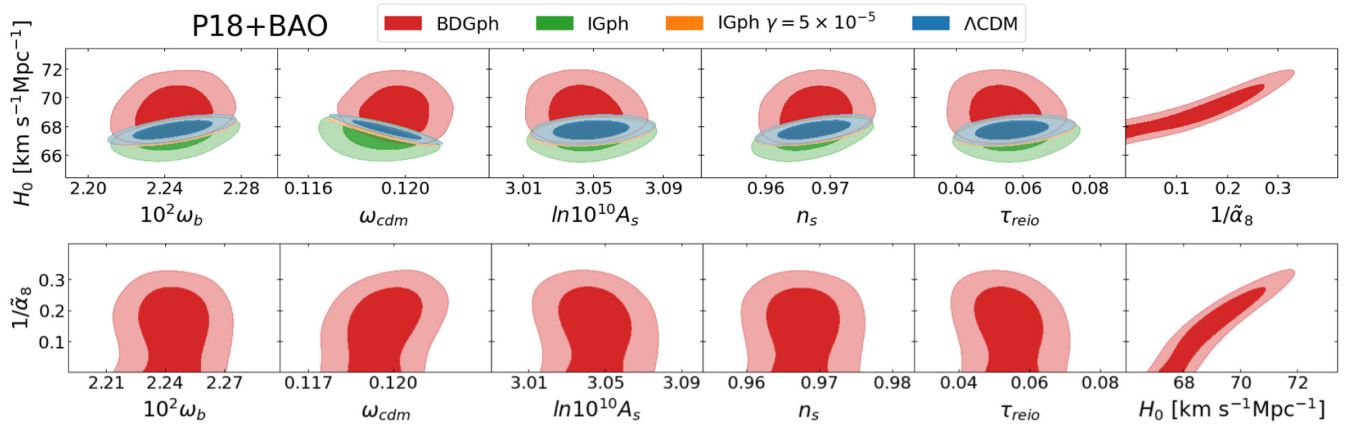 P18+BAO
BDGph IGph IGph γ = 5 × 10⁻⁵ ΛCDM
H₀ [km s⁻¹Mpc⁻¹]
72
70
68
66
2.20 2.24 2.28 0.116 0.120 3.01 3.05 3.09 0.96 0.97 0.04 0.06 0.08 0.1 0.2 0.3
10²ω_b ω_cdm ln10¹⁰A_s n_s τ_reio 1/α̃₈
1/α̃₈
0.3
0.2
0.1
2.21 2.24 2.27 0.117 0.120 3.01 3.05 3.09 0.96 0.97 0.98 0.04 0.06 0.08 68 70 72
10²ω_b ω_cdm ln10¹⁰A_s n_s τ_reio H₀ [km s⁻¹Mpc⁻¹]